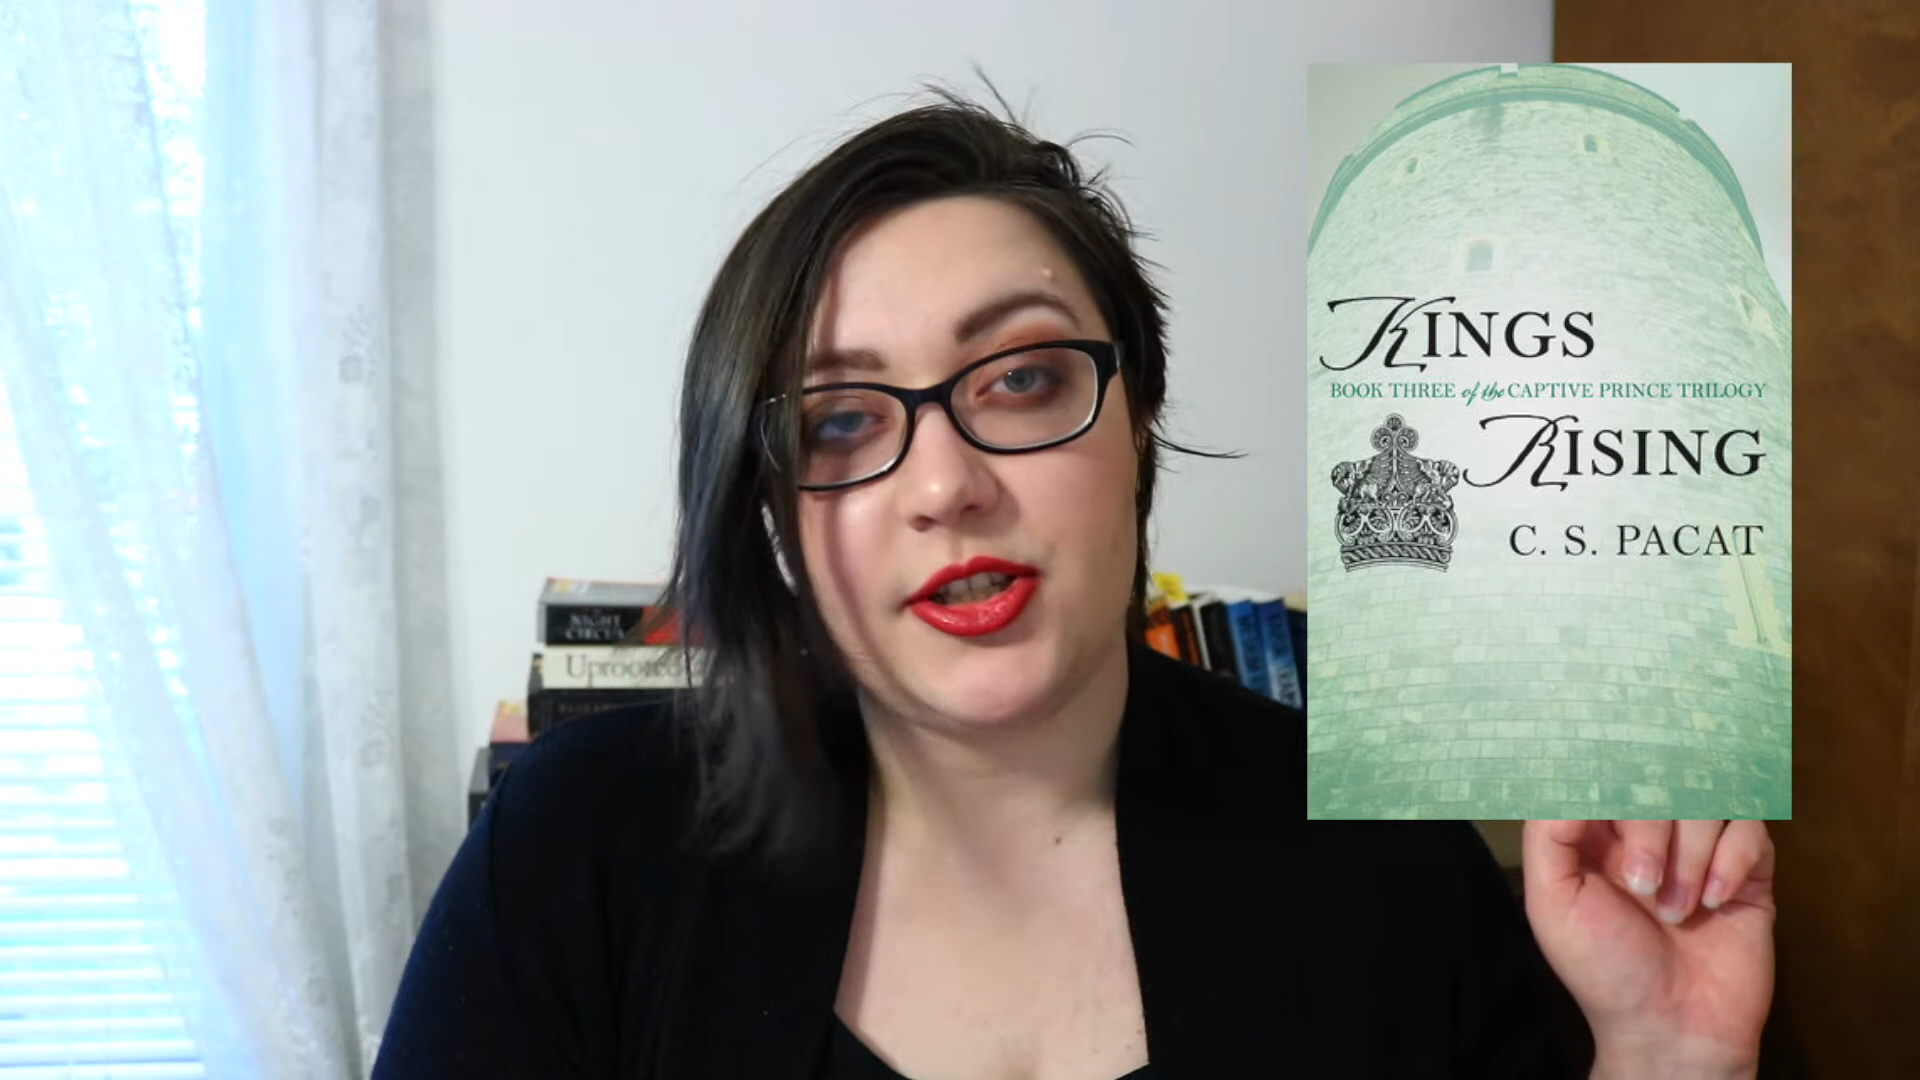 KINGS
BOOK THREE of the CAPTIVE PRINCE TRILOGY
RISING
C. S. PACAT
NIGHT
CIRCUS
Uprooted